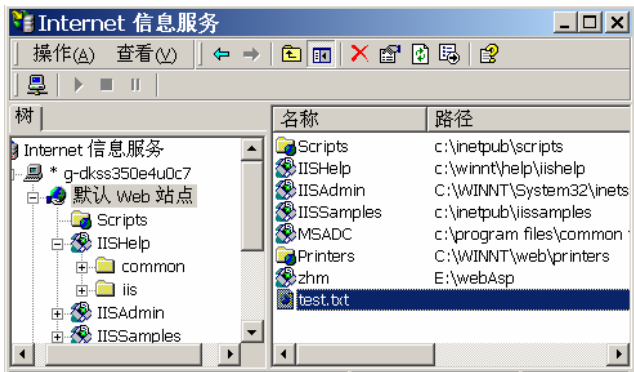 Internet 信息服务
操作(A) 查看(V)
树
Internet 信息服务
* g-dkss350e4u0c7
默认 Web 站点
Scripts
IISHelp
common
iis
IISAdmin
IISSamples
名称 路径
Scripts c:\inetpub\scripts
IISHelp c:\winnt\help\iishelp
IISAdmin C:\WINNT\System32\inets
IISSamples c:\inetpub\iissamples
MSADC c:\program files\common
Printers C:\WINNT\web\printers
zhm E:\webAsp
test.txt